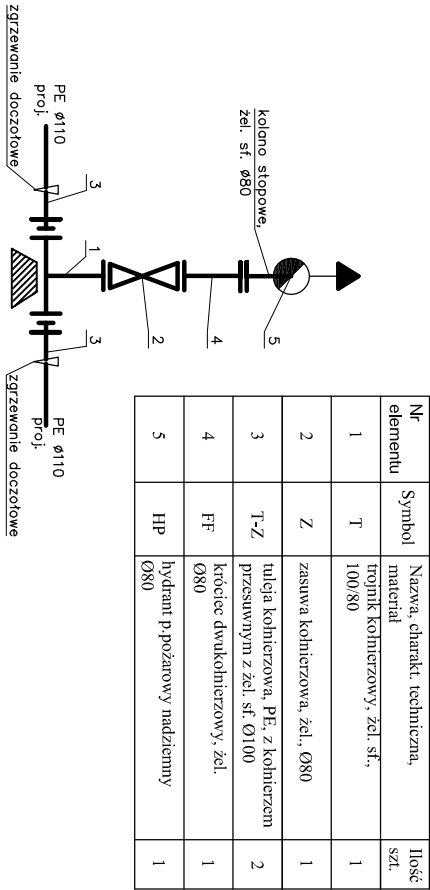 kolano stopowe,
żel. sf. ø80
5
4
2
1
PE ø110
proj.
3
zgrzewanie doczołowe
3
PE ø110
proj.
zgrzewanie doczołowe
Nr
elementu
Symbol
Nazwa, charakt. techniczna,
materiał
Ilość
szt.
1
T
trojnik kołnierzowy, żel. sf.,
100/80
1
2
Z
zasuwa kołnierzowa, żel., Ø80
1
3
T-Z
tuleja kołnierzowa, PE, z kołnierzem
przesuwnym z żel. sf. Ø100
2
4
FF
króciec dwukołnierzowy, żel.
Ø80
1
5
HP
hydrant p.pożarowy nadziemny
Ø80
1